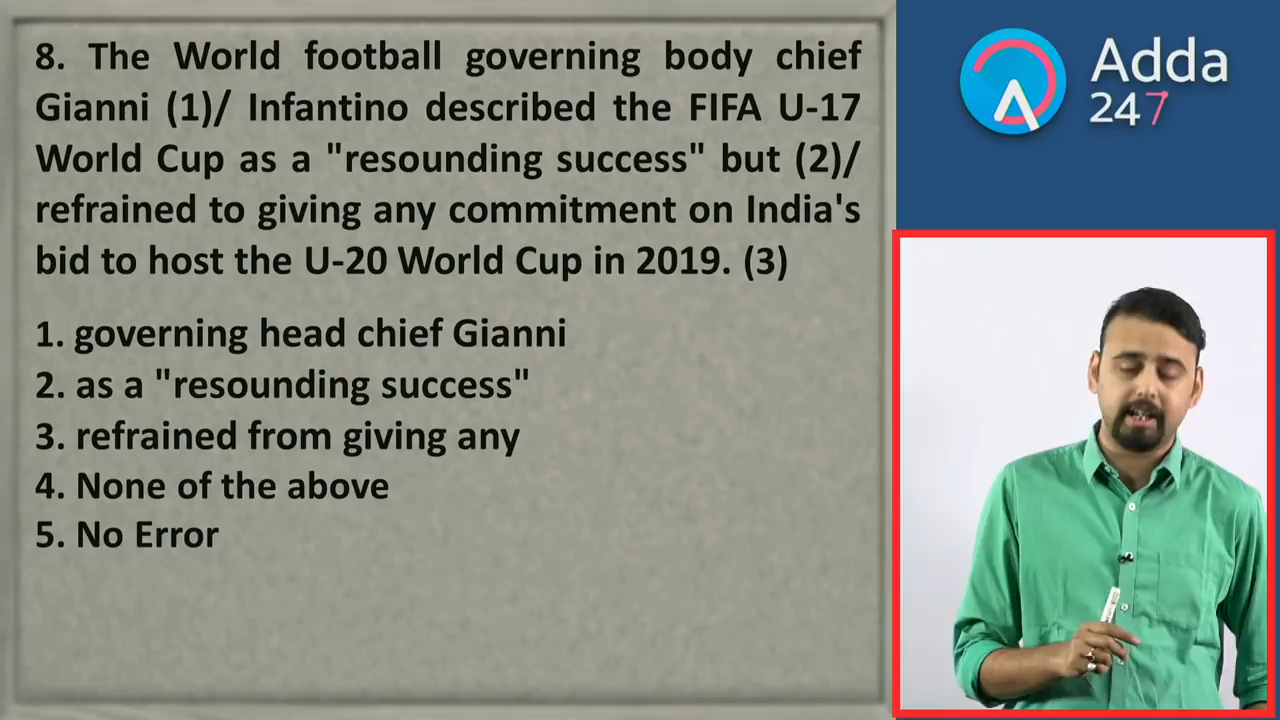 8. The World football governing body chief
Gianni (1)/ Infantino described the FIFA U-17
World Cup as a "resounding success" but (2)/
refrained to giving any commitment on India's
bid to host the U-20 World Cup in 2019. (3)
1. governing head chief Gianni
2. as a "resounding success"
3. refrained from giving any
4. None of the above
5. No Error
Adda
247